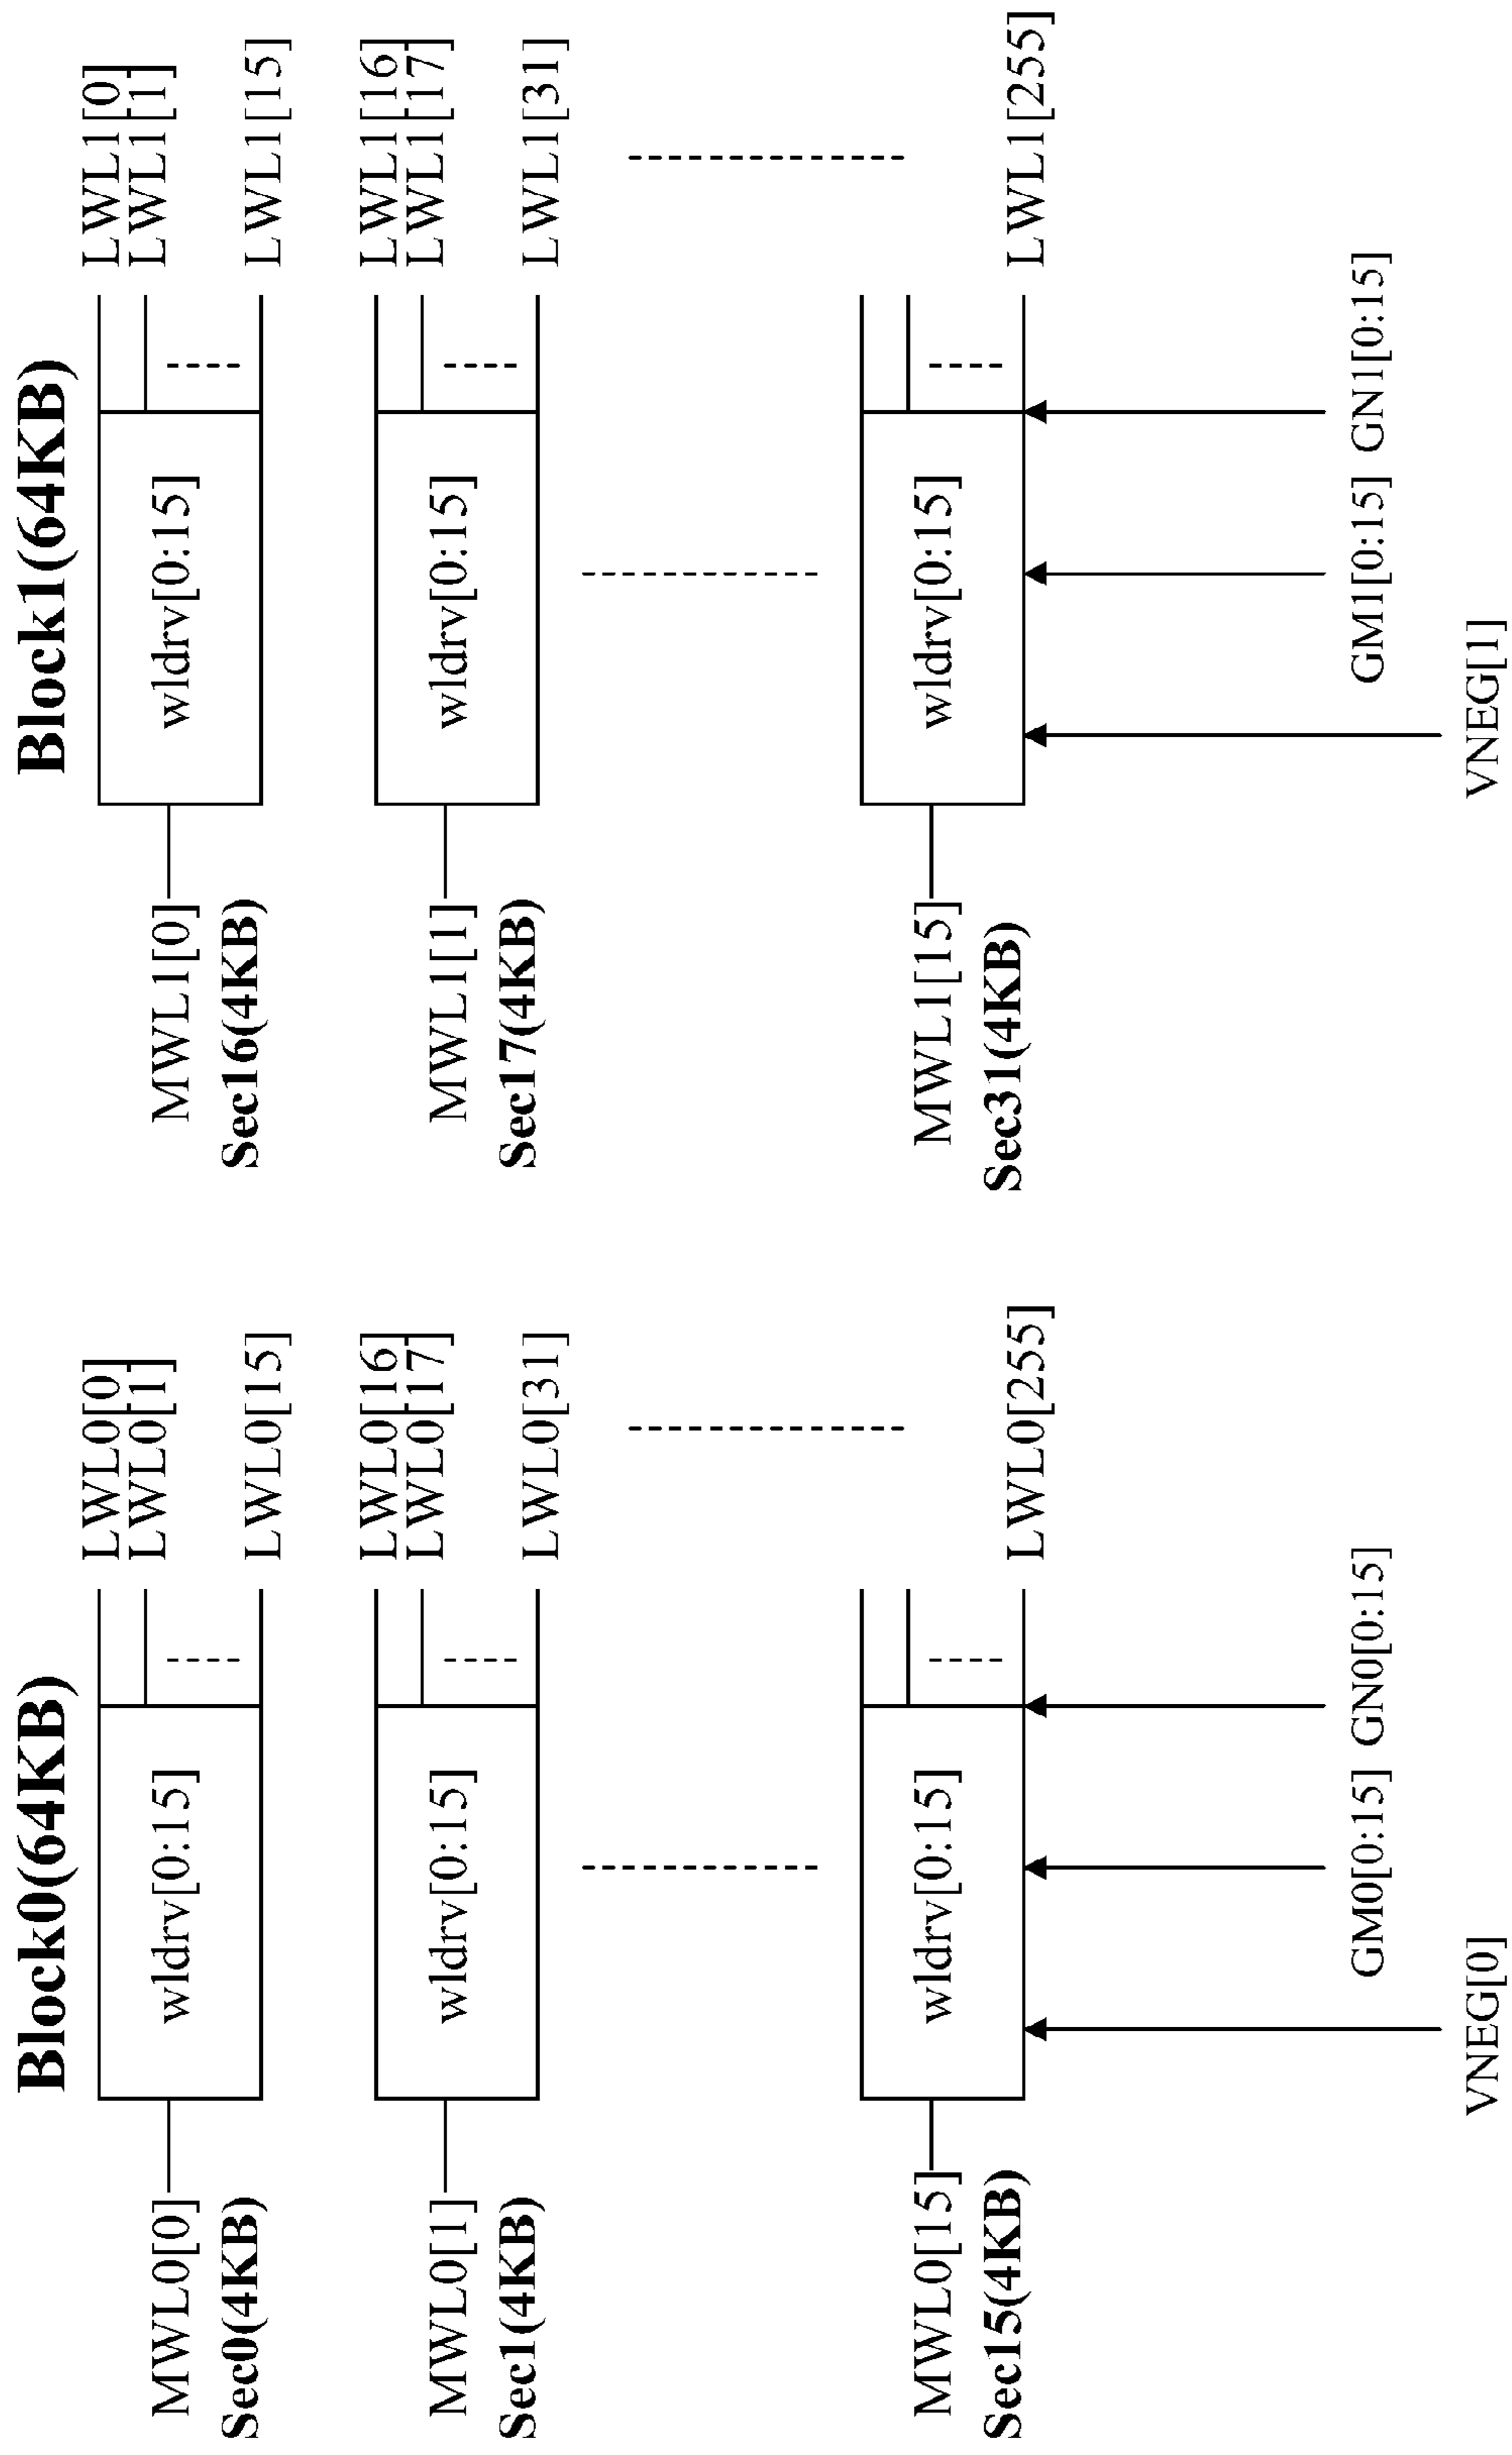 Block0(64KB)
MWL0[0]
Sec0(4KB)
wldrv[0:15]
LWL0[0]
LWL0[1]
LWL0[15]
MWL0[1]
Sec1(4KB)
wldrv[0:15]
LWL0[16]
LWL0[17]
LWL0[31]
MWL0[15]
Sec15(4KB)
wldrv[0:15]
LWL0[255]
GM0[0:15]
GN0[0:15]
VNEG[0]
Block1(64KB)
MWL1[0]
Sec16(4KB)
wldrv[0:15]
LWL1[0]
LWL1[1]
LWL1[15]
MWL1[1]
Sec17(4KB)
wldrv[0:15]
LWL1[16]
LWL1[17]
LWL1[31]
MWL1[15]
Sec31(4KB)
wldrv[0:15]
LWL1[255]
GM1[0:15]
GN1[0:15]
VNEG[1]